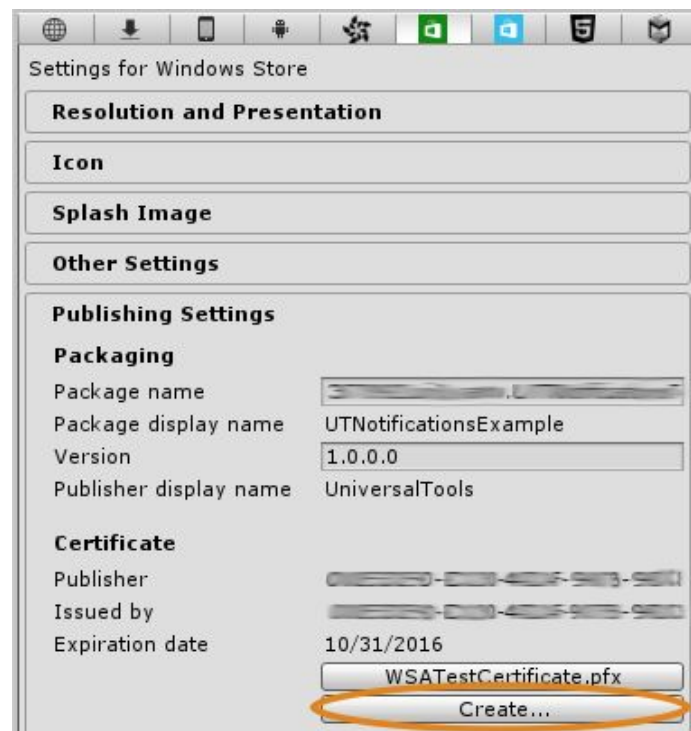 Settings for Windows Store
Resolution and Presentation
Icon
Splash Image
Other Settings
Publishing Settings
Packaging
Package name
Package display name UTNotificationsExample
Version 1.0.0.0
Publisher display name UniversalTools
Certificate
Publisher
Issued by
Expiration date 10/31/2016
WSATestCertificate.pfx
Create...